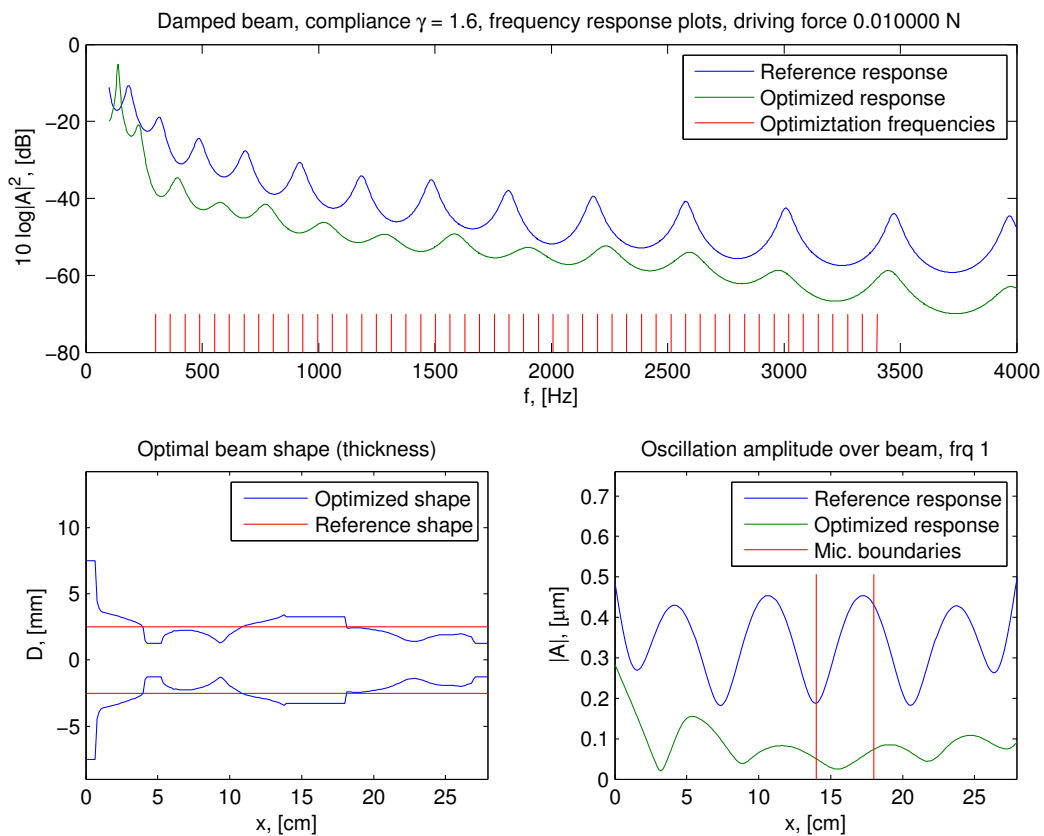 Damped beam, compliance γ = 1.6, frequency response plots, driving force 0.010000 N
10 log|A|², [dB]
0
−20
−40
−60
−80
Reference response
Optimized response
Optimiztation frequencies
0 500 1000 1500 2000 2500 3000 3500 4000
f, [Hz]
Optimal beam shape (thickness)
D, [mm]
10
5
0
−5
Optimized shape
Reference shape
0 5 10 15 20 25
x, [cm]
Oscillation amplitude over beam, frq 1
|A|, [µm]
0.7
0.6
0.5
0.4
0.3
0.2
0.1
0
Reference response
Optimized response
Mic. boundaries
0 5 10 15 20 25
x, [cm]